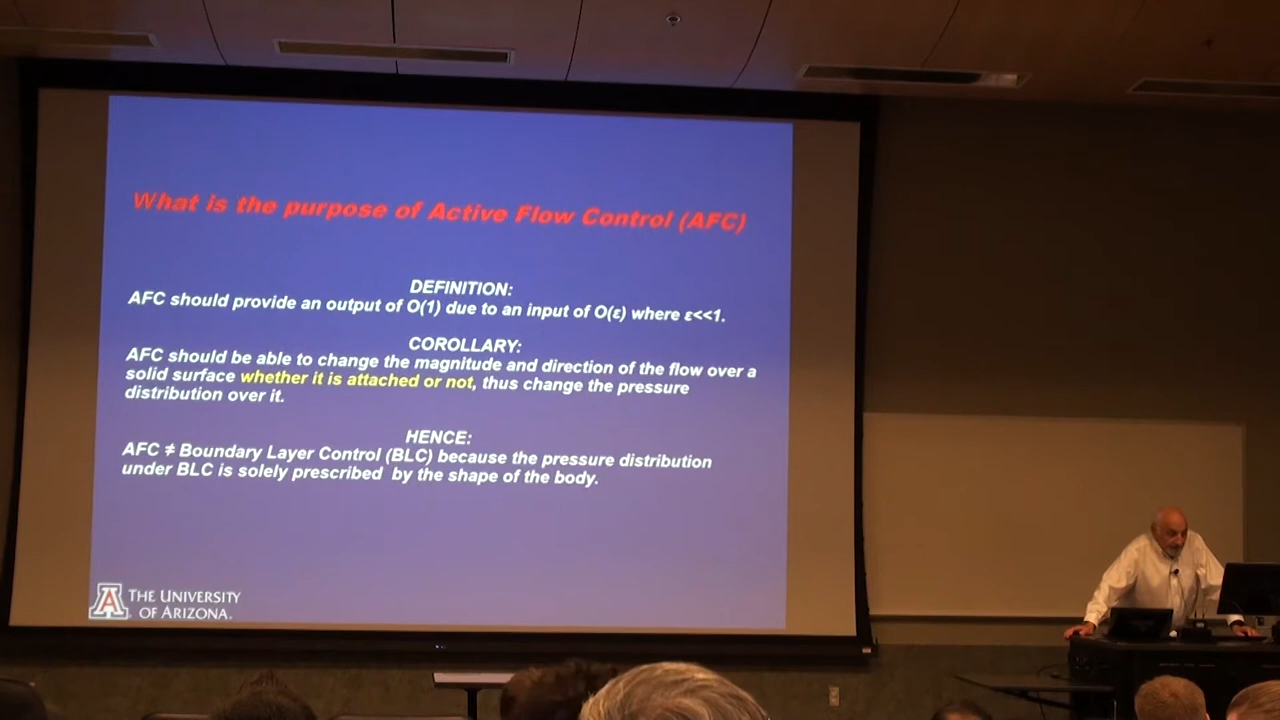 What is the purpose of Active Flow Control (AFC)
DEFINITION:
AFC should provide an output of O(1) due to an input of O(ε) where ε<<1.
COROLLARY:
AFC should be able to change the magnitude and direction of the flow over a
solid surface whether it is attached or not, thus change the pressure
distribution over it.
HENCE:
AFC ≠ Boundary Layer Control (BLC) because the pressure distribution
under BLC is solely prescribed by the shape of the body.
A
THE UNIVERSITY
OF ARIZONA.